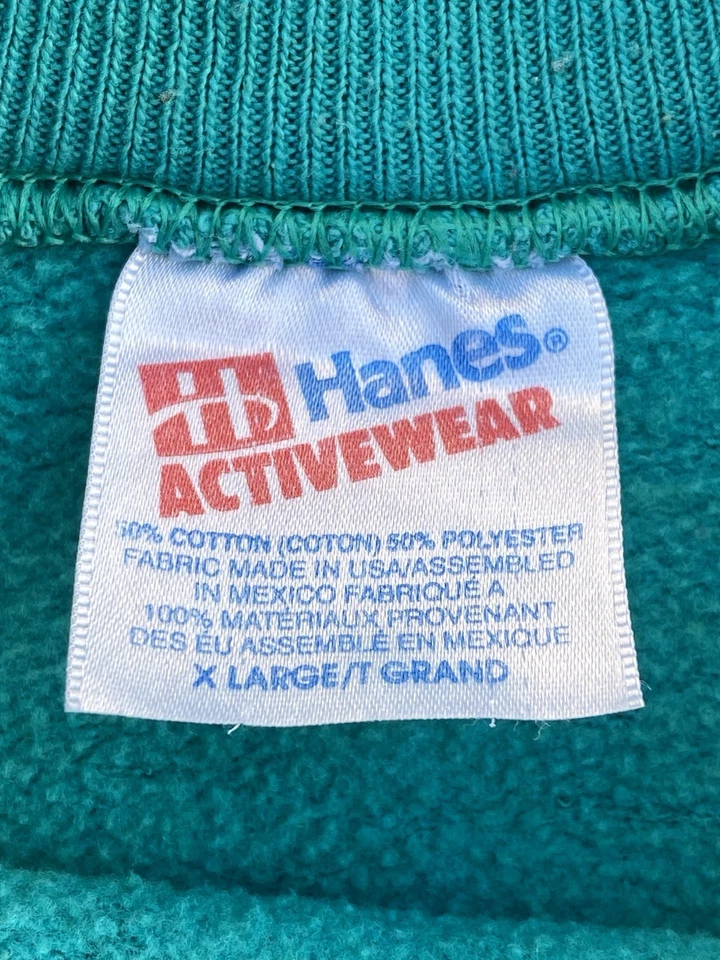 H Hanes®
ACTIVEWEAR
50% COTTON (COTON) 50% POLYESTER
FABRIC MADE IN USA/ASSEMBLED
IN MEXICO FABRIQUÉ A
100% MATÉRIAUX PROVENANT
DES ÉU ASSEMBLÉ EN MEXIQUE
X LARGE/T GRAND